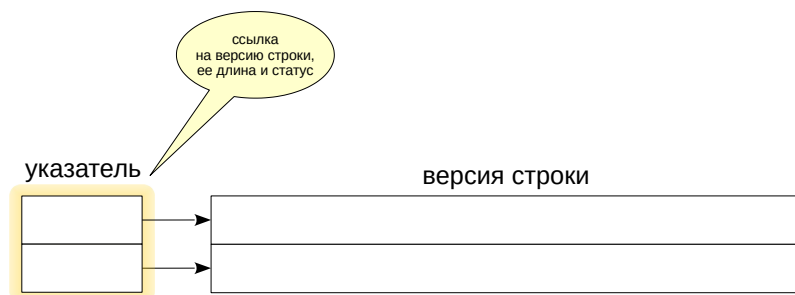 ссылка
на версию строки,
ее длина и статус
указатель
версия строки